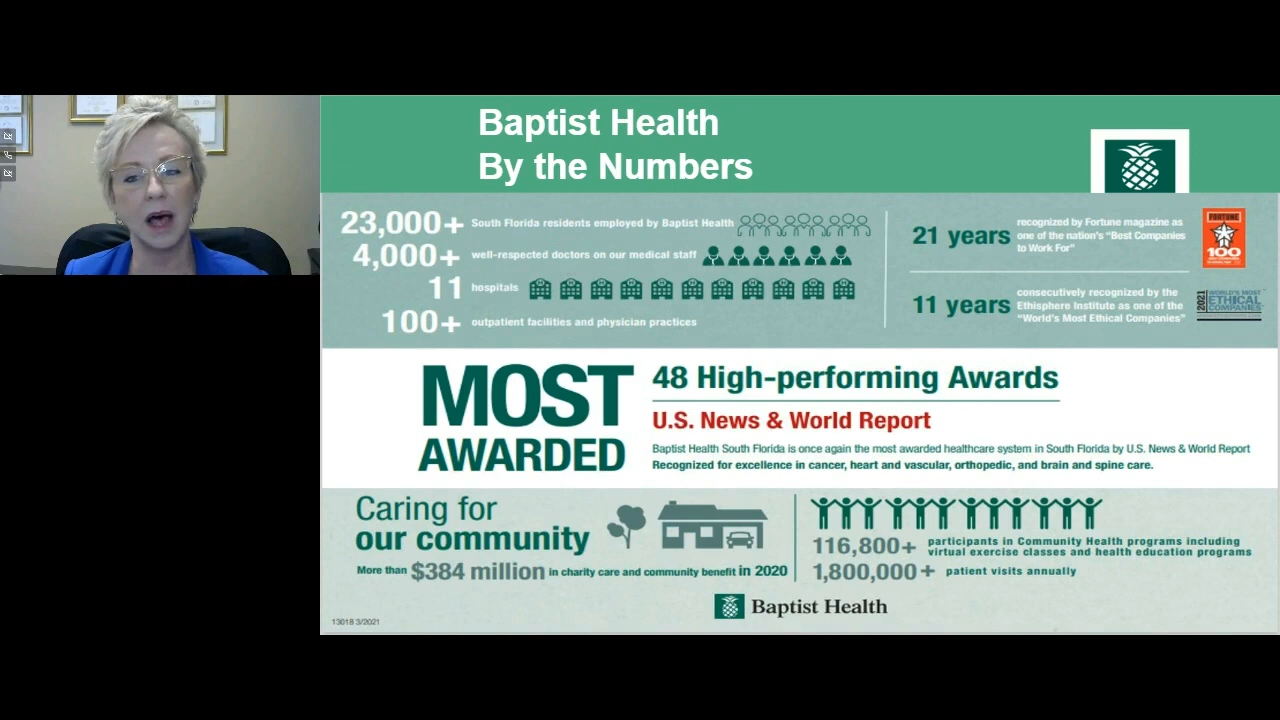 Baptist Health
By the Numbers
23,000+ South Florida residents employed by Baptist Health
4,000+ well-respected doctors on our medical staff
11 hospitals
100+ outpatient facilities and physician practices
21 years
recognized by Fortune magazine as
one of the nation's "Best Companies
to Work For"
FORTUNE
100
11 years
consecutively recognized by the
Ethisphere Institute as one of the
"World's Most Ethical Companies"
2021
WORLD'S MOST
ETHICAL
COMPANIES
MOST
AWARDED
48 High-performing Awards
U.S. News & World Report
Baptist Health South Florida is once again the most awarded healthcare system in South Florida by U.S. News & World Report
Recognized for excellence in cancer, heart and vascular, orthopedic, and brain and spine care.
Caring for
our community
More than $384 million in charity care and community benefit in 2020
116,800+ participants in Community Health programs including
virtual exercise classes and health education programs
1,800,000+ patient visits annually
Baptist Health
13018 3/2021